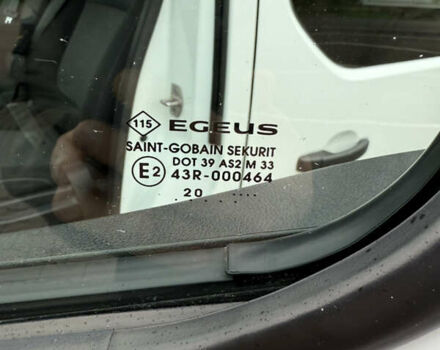 115 EGEUS
SAINT-GOBAIN SEKURIT
DOT 39 AS2 M 33
E2 43R-000464
20